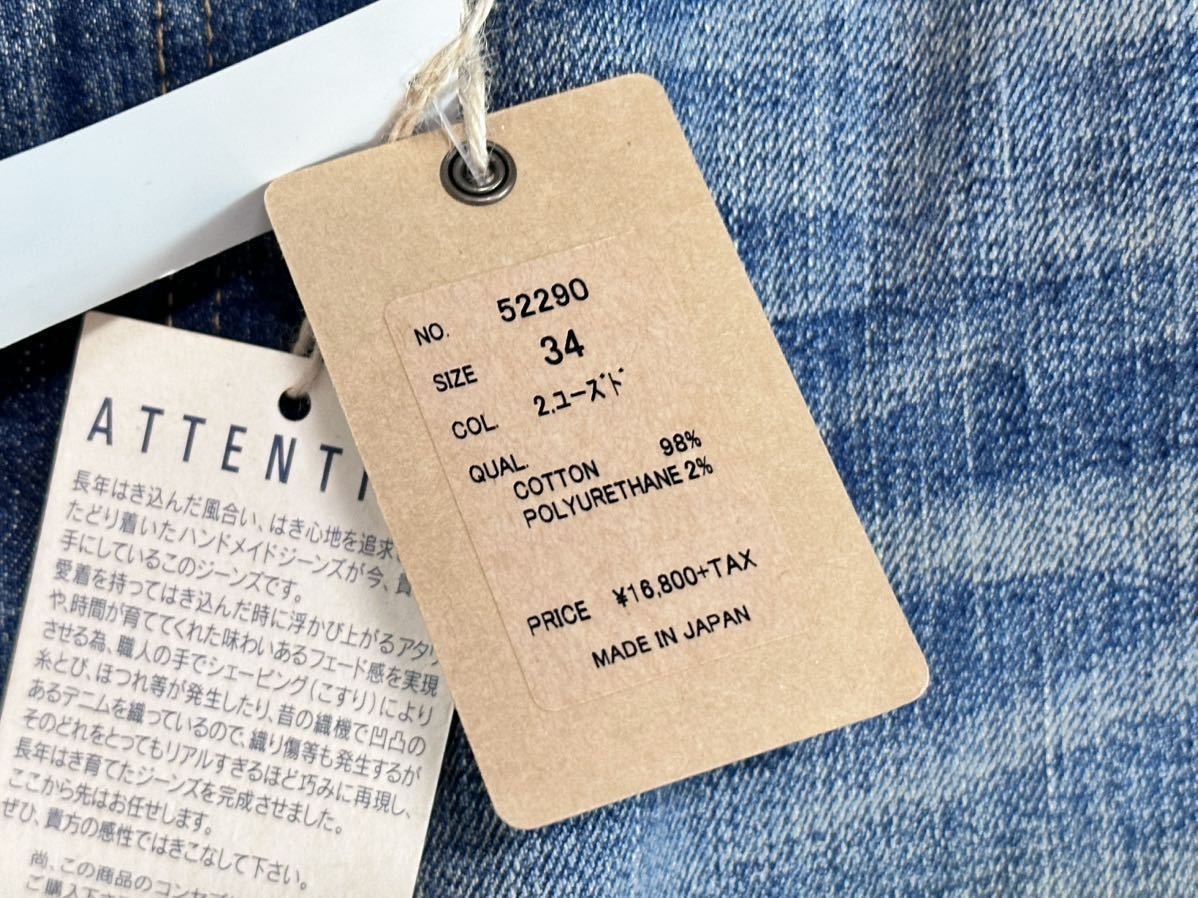 NO. 52290
SIZE 34
COL. 2.ユーズド
QUAL.
COTTON 98%
POLYURETHANE 2%
PRICE ¥16,800+TAX
MADE IN JAPAN
ATTENTI
長年はき込んだ風合い、はき心地を追求
たどり着いたハンドメイドジーンズが今、貴
手にしているこのジーンズです。
愛着を持ってはき込んだ時に浮かび上がるアタリ
や、時間が育ててくれた味わいあるフェード感を実現
させる為、職人の手でシェービング(こすり)により
糸とび、ほつれ等が発生したり、昔の織機で凹凸の
あるデニムを織っているので、織り傷等も発生するが
そのどれをとってもリアルすぎるほど巧みに再現し、
長年はき育てたジーンズを完成させました。
ここから先はお任せします。
ぜひ、貴方の感性ではきこなして下さい。
尚、この商品のコンセプ
ご購入下さ